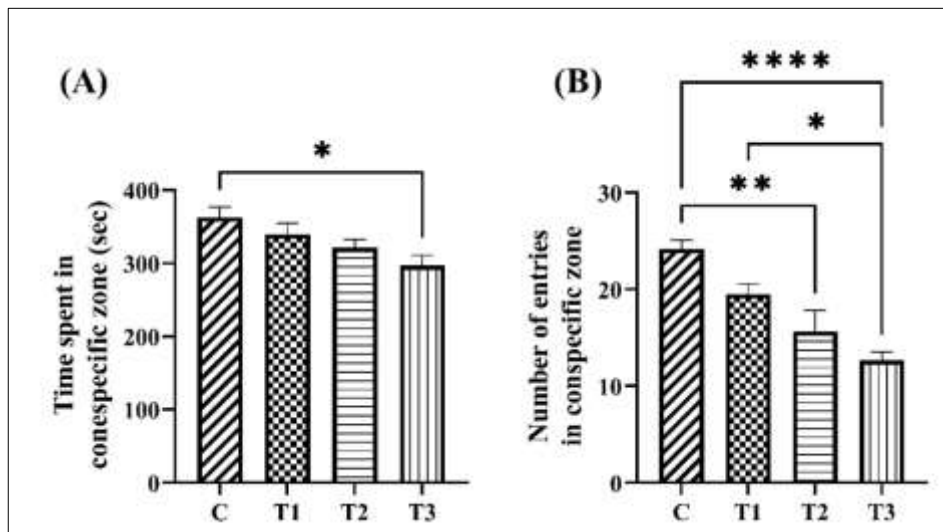 (A)
*
Time spent in
conespecific zone (sec)
400
300
200
100
0
C T1 T2 T3
(B)
****
*
**
Number of entries
in conspecific zone
30
20
10
0
C T1 T2 T3